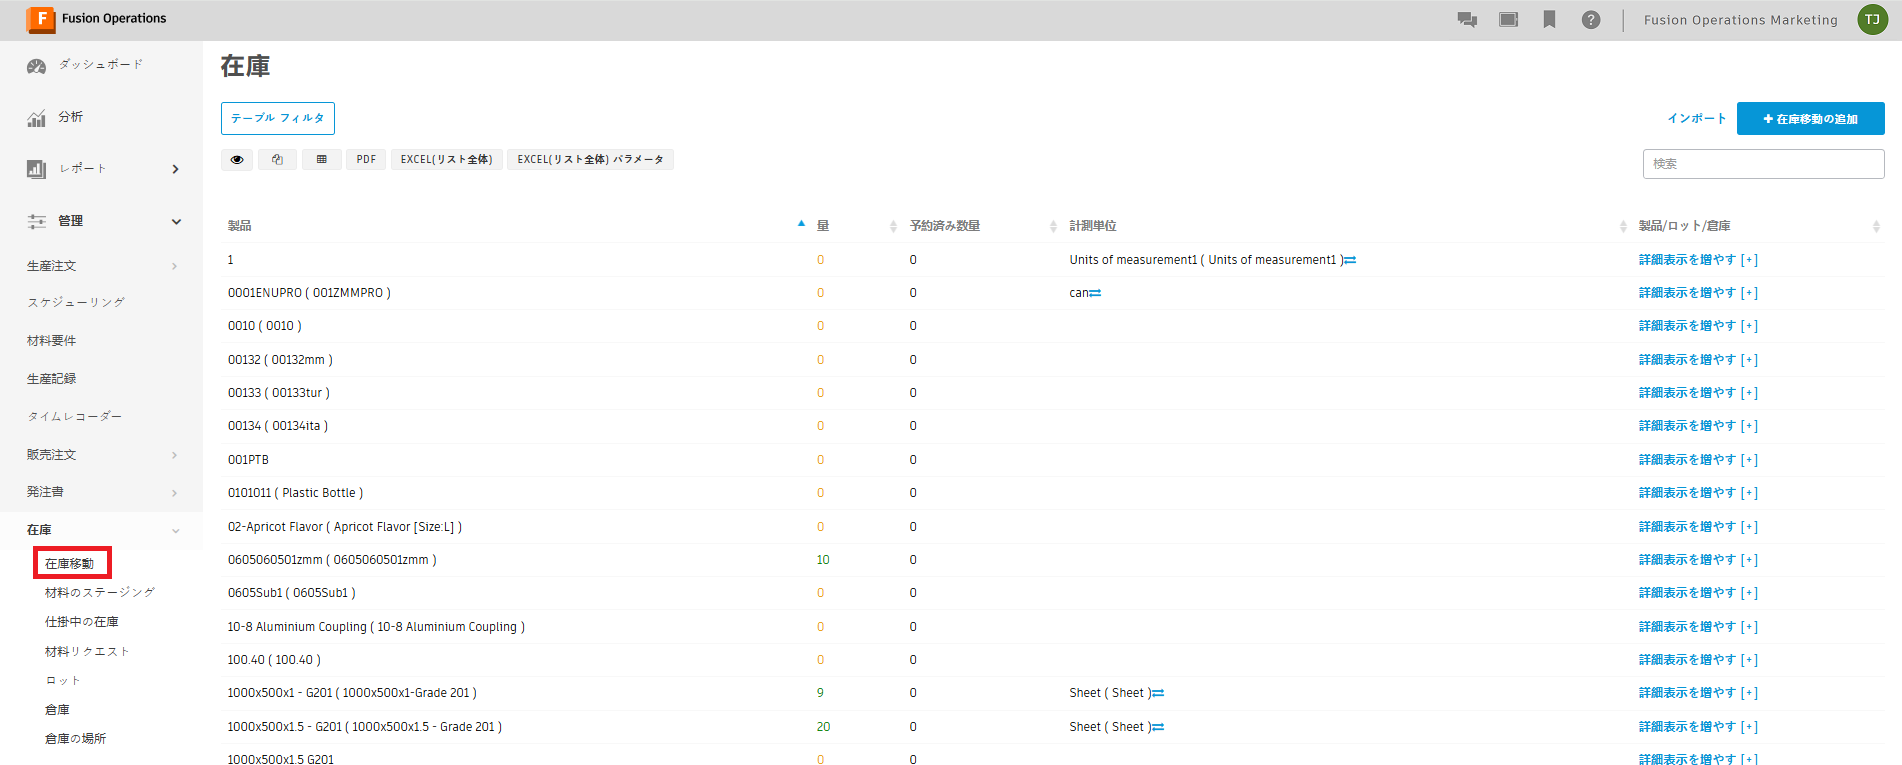 F Fusion Operations
Fusion Operations Marketing TJ
ダッシュボード
分析
レポート
管理
生産注文
スケジューリング
材料要件
生産記録
タイムレコーダー
販売注文
発注書
在庫
在庫移動
材料のステージング
仕掛中の在庫
材料リクエスト
ロット
倉庫
倉庫の場所
在庫
テーブル フィルタ
インポート
+ 在庫移動の追加
PDF EXCEL(リスト全体) EXCEL(リスト全体) パラメータ
検索
製品 量 予約済み数量 計測単位 製品/ロット/倉庫
1 0 0 Units of measurement1 ( Units of measurement1 ) 詳細表示を増やす [+]
0001ENUPRO ( 001ZMMPRO ) 0 0 can 詳細表示を増やす [+]
0010 ( 0010 ) 0 0 詳細表示を増やす [+]
00132 ( 00132mm ) 0 0 詳細表示を増やす [+]
00133 ( 00133tur ) 0 0 詳細表示を増やす [+]
00134 ( 00134ita ) 0 0 詳細表示を増やす [+]
001PTB 0 0 詳細表示を増やす [+]
0101011 ( Plastic Bottle ) 0 0 詳細表示を増やす [+]
02-Apricot Flavor ( Apricot Flavor [Size:L] ) 0 0 詳細表示を増やす [+]
0605060501zmm ( 0605060501zmm ) 10 0 詳細表示を増やす [+]
0605Sub1 ( 0605Sub1 ) 0 0 詳細表示を増やす [+]
10-8 Aluminium Coupling ( 10-8 Aluminium Coupling ) 0 0 詳細表示を増やす [+]
100.40 ( 100.40 ) 0 0 詳細表示を増やす [+]
1000x500x1 - G201 ( 1000x500x1-Grade 201 ) 9 0 Sheet ( Sheet ) 詳細表示を増やす [+]
1000x500x1.5 - G201 ( 1000x500x1.5 - Grade 201 ) 20 0 Sheet ( Sheet ) 詳細表示を増やす [+]
1000x500x1.5 G201 0 0 詳細表示を増やす [+]